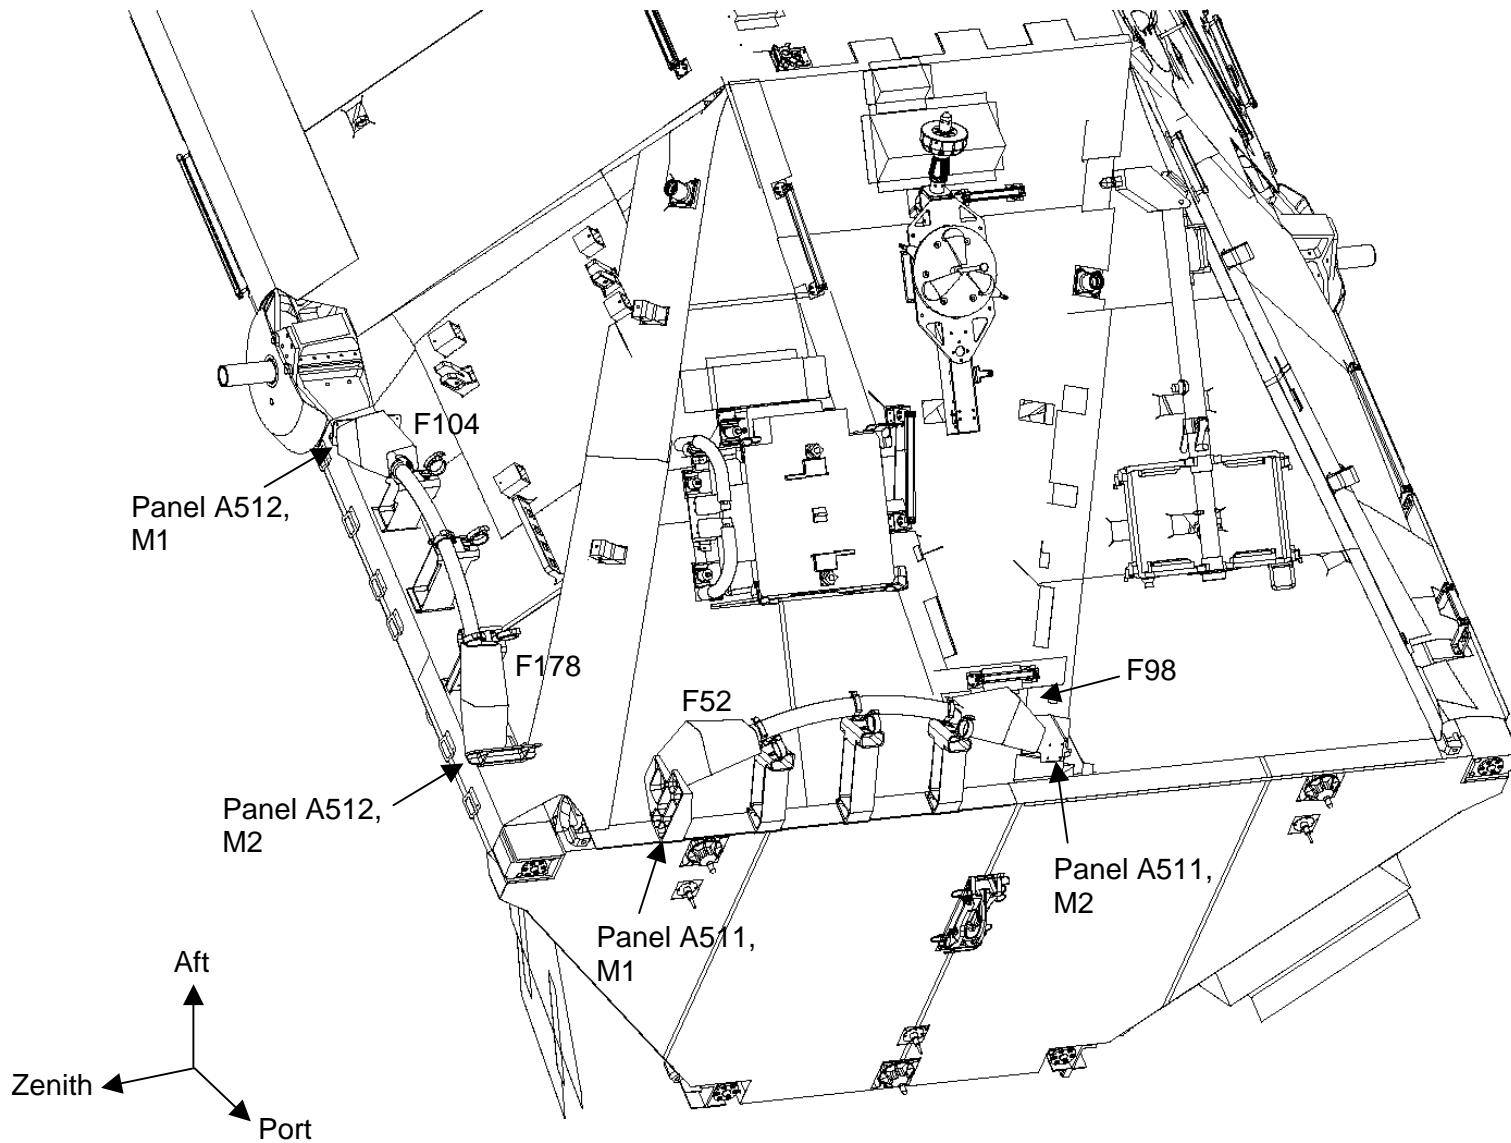 F104
Panel A512,
M1
F178
F52
F98
Panel A512,
M2
Panel A511,
M2
Panel A511,
M1
Aft
Zenith
Port